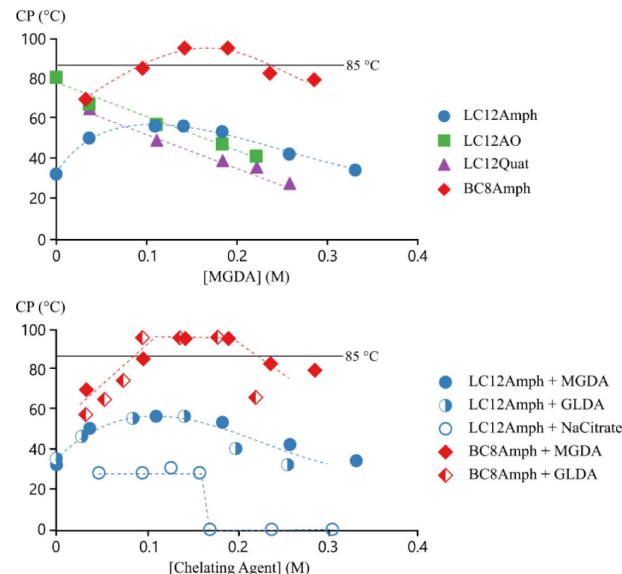 CP (°C)
100
80
60
40
20
0
85 °C
0
0.1
0.2
0.3
0.4
[MGDA] (M)
LC12Amph
LC12AO
LC12Quat
BC8Amph
CP (°C)
100
80
60
40
20
0
85 °C
0
0.1
0.2
0.3
0.4
[Chelating Agent] (M)
LC12Amph + MGDA
LC12Amph + GLDA
LC12Amph + NaCitrate
BC8Amph + MGDA
BC8Amph + GLDA